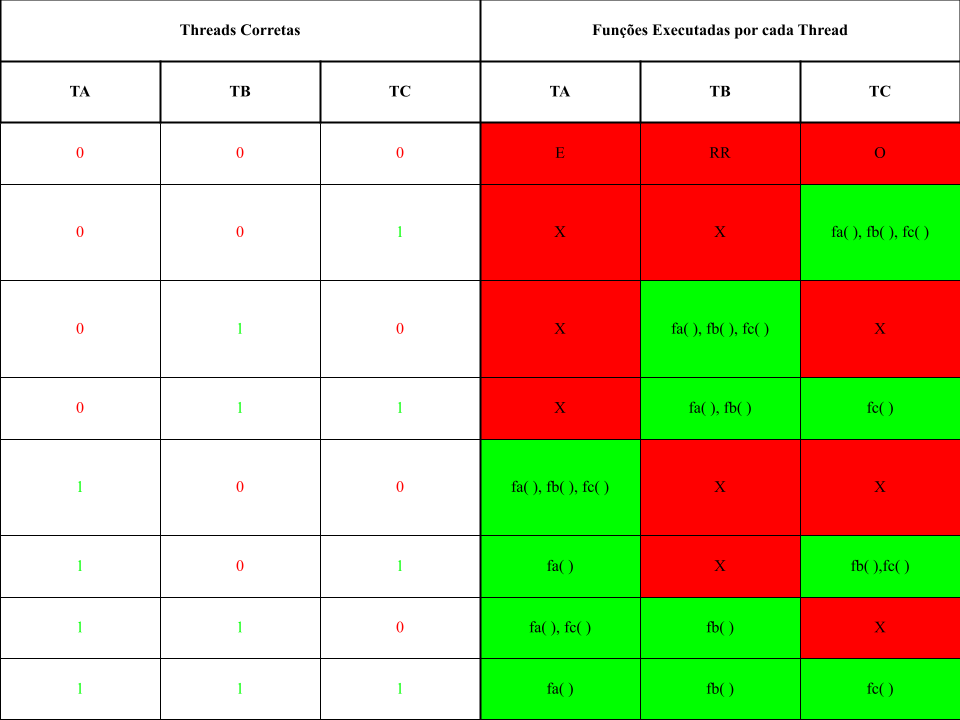 Threads Corretas Funções Executadas por cada Thread
TA TB TC TA TB TC
0 0 0 E RR O
0 0 1 X X fa( ), fb( ), fc( )
0 1 0 X fa( ), fb( ), fc( ) X
0 1 1 X fa( ), fb( ) fc( )
1 0 0 fa( ), fb( ), fc( ) X X
1 0 1 fa( ) X fb( ),fc( )
1 1 0 fa( ), fc( ) fb( ) X
1 1 1 fa( ) fb( ) fc( )